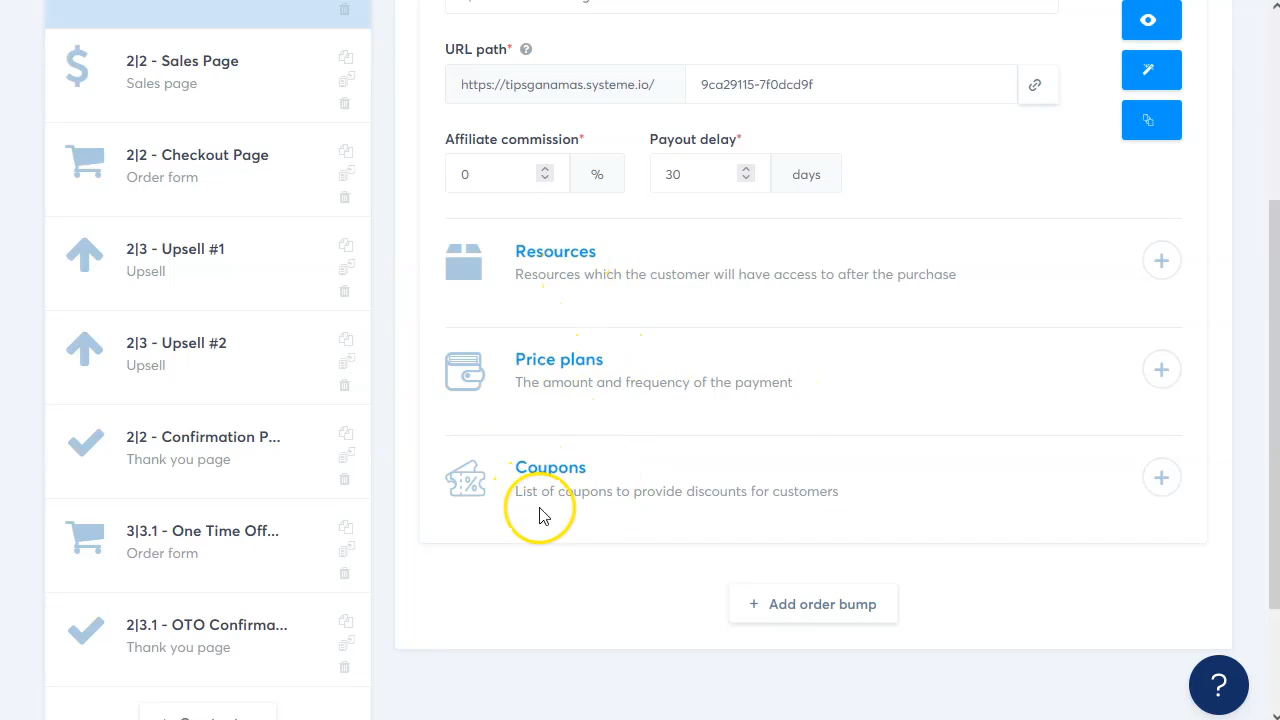 2|2 - Sales Page
Sales page
2|2 - Checkout Page
Order form
2|3 - Upsell #1
Upsell
2|3 - Upsell #2
Upsell
2|2 - Confirmation P...
Thank you page
3|3.1 - One Time Off...
Order form
2|3.1 - OTO Confirma...
Thank you page
URL path*
https://tipsganamas.systeme.io/ 9ca29115-7f0dcd9f
Affiliate commission* Payout delay*
0 % 30 days
Resources
Resources which the customer will have access to after the purchase
Price plans
The amount and frequency of the payment
Coupons
List of coupons to provide discounts for customers
+ Add order bump
?